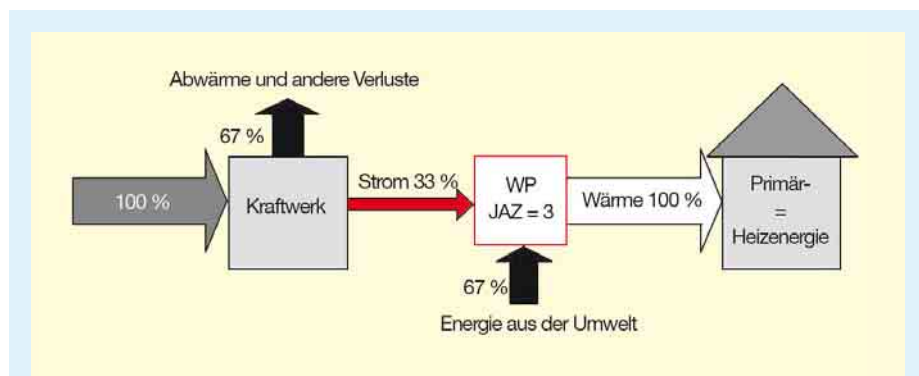 Abwärme und andere Verluste
67 %
100 %
Kraftwerk
Strom 33 %
WP
JAZ = 3
Wärme 100 %
Primär-
=
Heizenergie
67 %
Energie aus der Umwelt